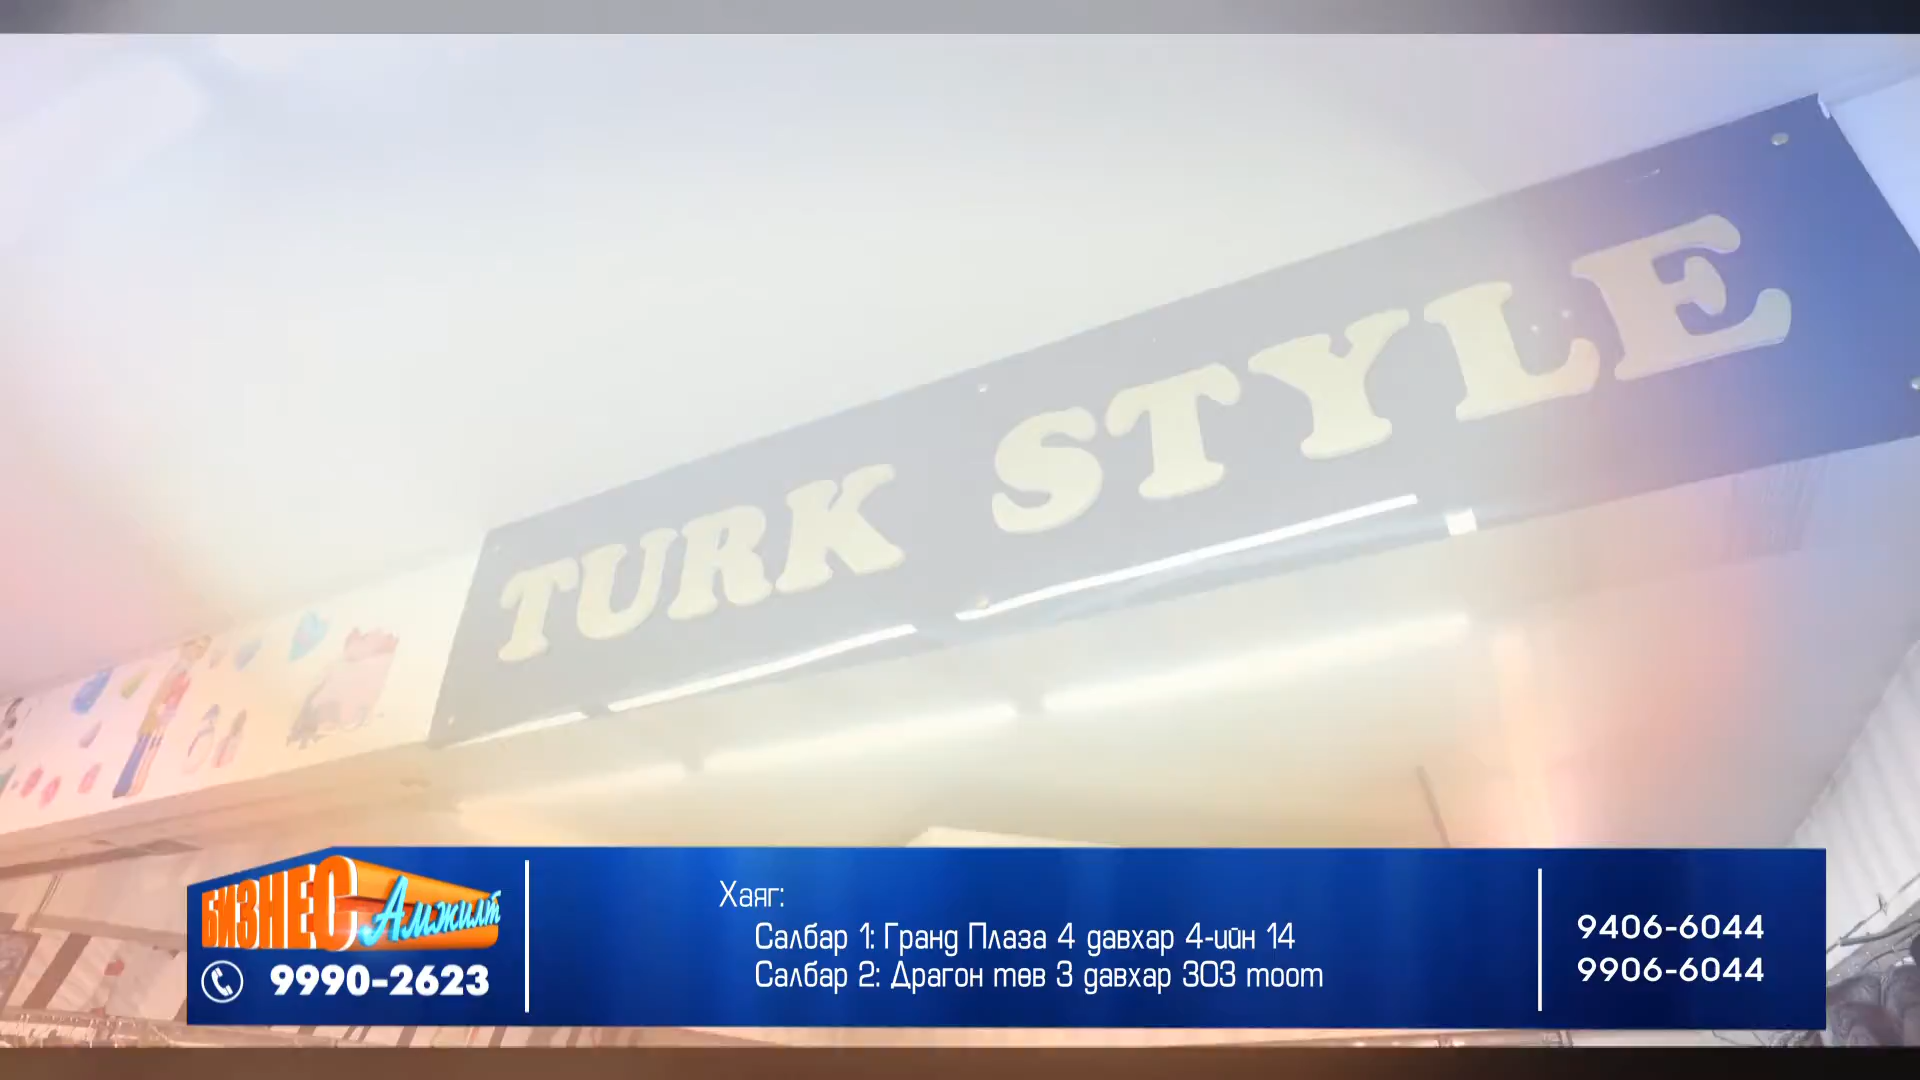 TURK STYLE
БИЗНЕС Амжилт
9990-2623
Хаяг:
Салбар 1: Гранд Плаза 4 давхар 4-ийн 14
Салбар 2: Драгон төв 3 давхар 303 тоот
9406-6044
9906-6044